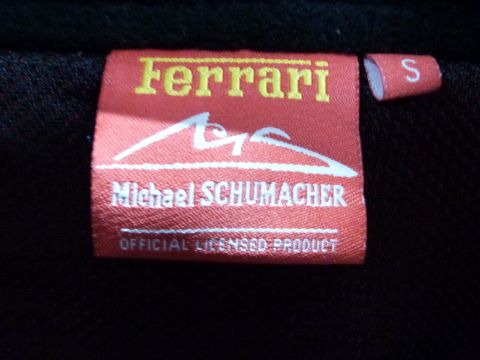 Ferrari
S
Michael SCHUMACHER
OFFICIAL LICENSED PRODUCT